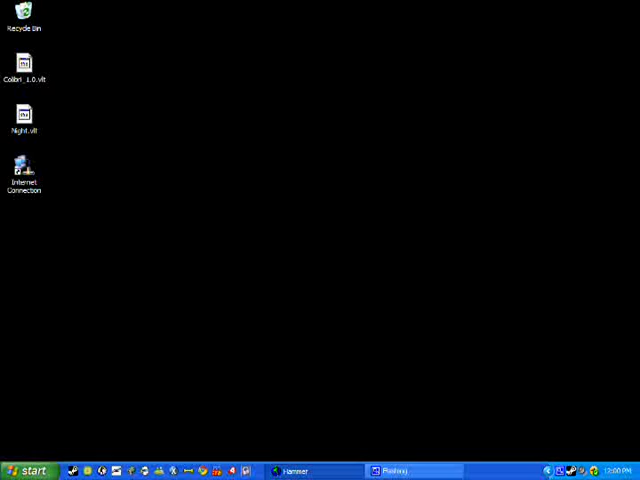 Recycle Bin
Colibri_1.0.vlt
Night.vlt
Internet
Connection
start
Hammer
12:00 PM